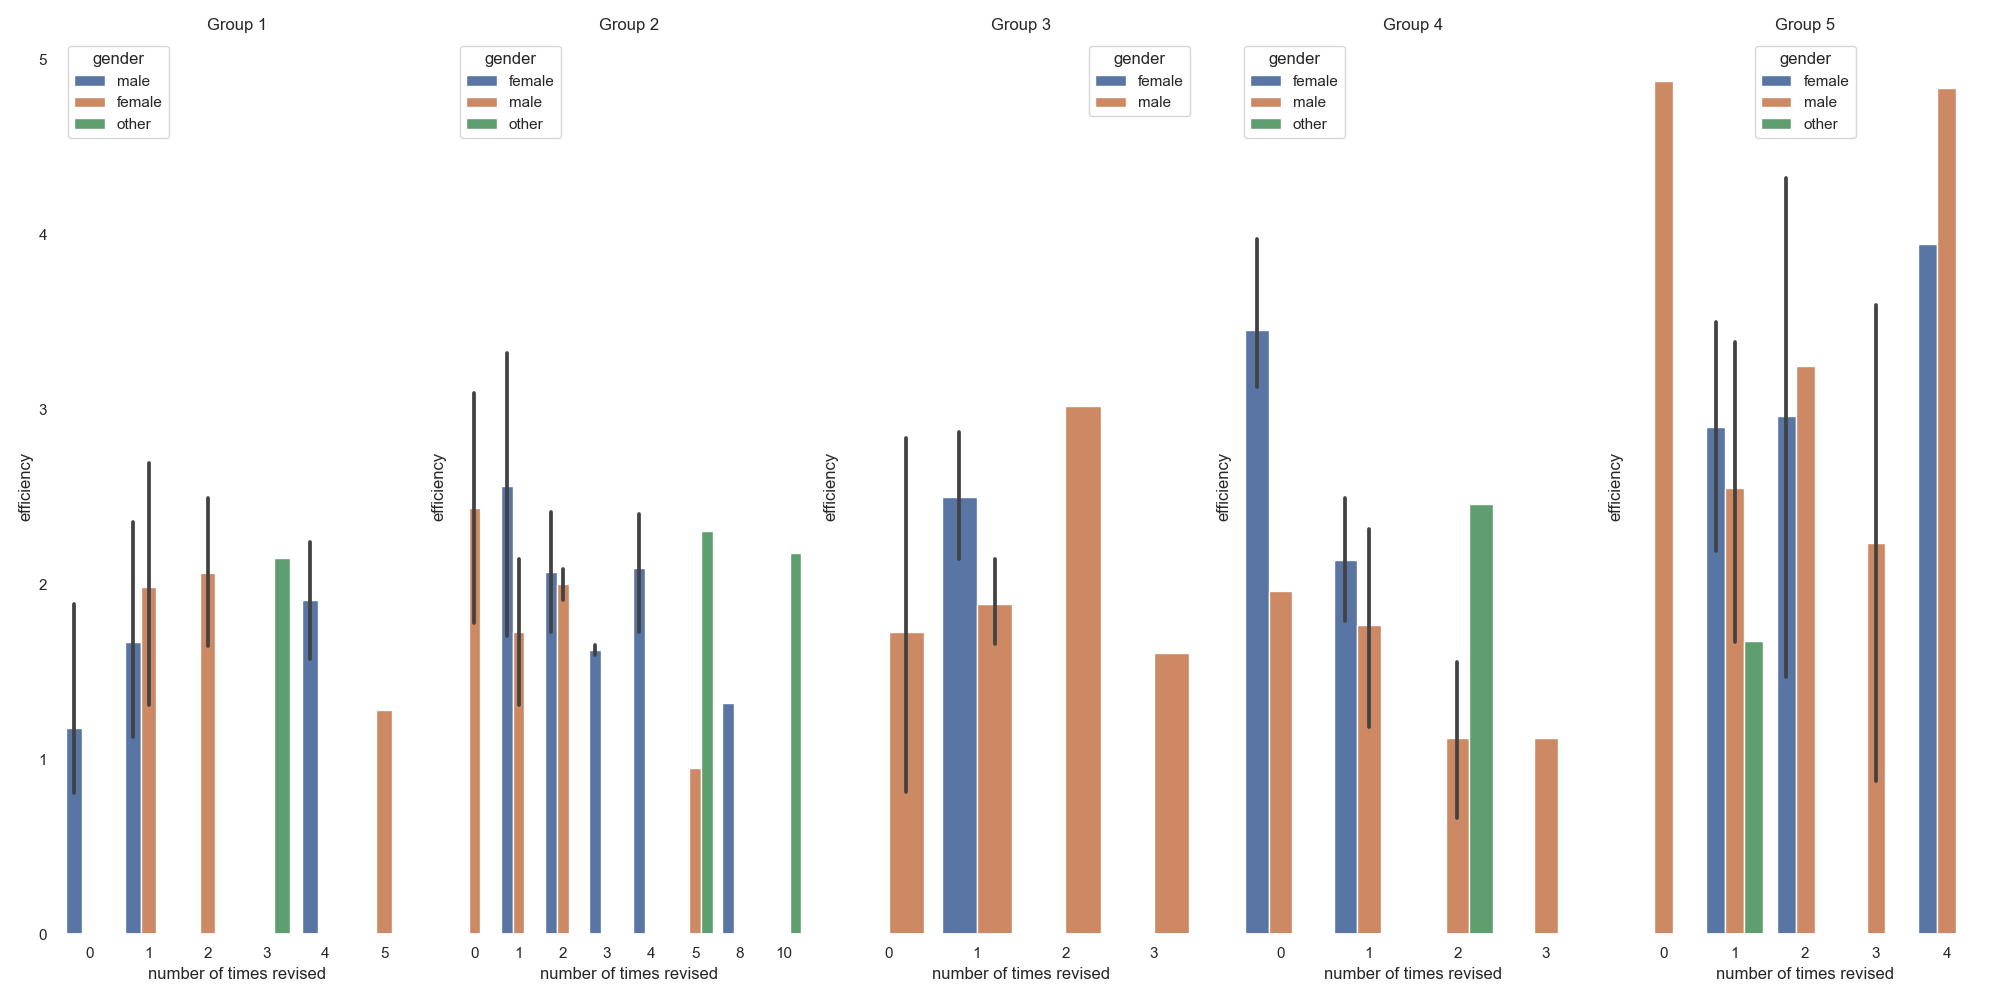 Group 1
Group 2
Group 3
Group 4
Group 5
gender
male
female
other
gender
female
male
other
gender
female
male
gender
female
male
other
gender
female
male
other
5
4
3
2
1
0
efficiency
efficiency
efficiency
efficiency
efficiency
0 1 2 3 4 5
0 1 2 3 4 5 8 10
0 1 2 3
0 1 2 3
0 1 2 3 4
number of times revised
number of times revised
number of times revised
number of times revised
number of times revised